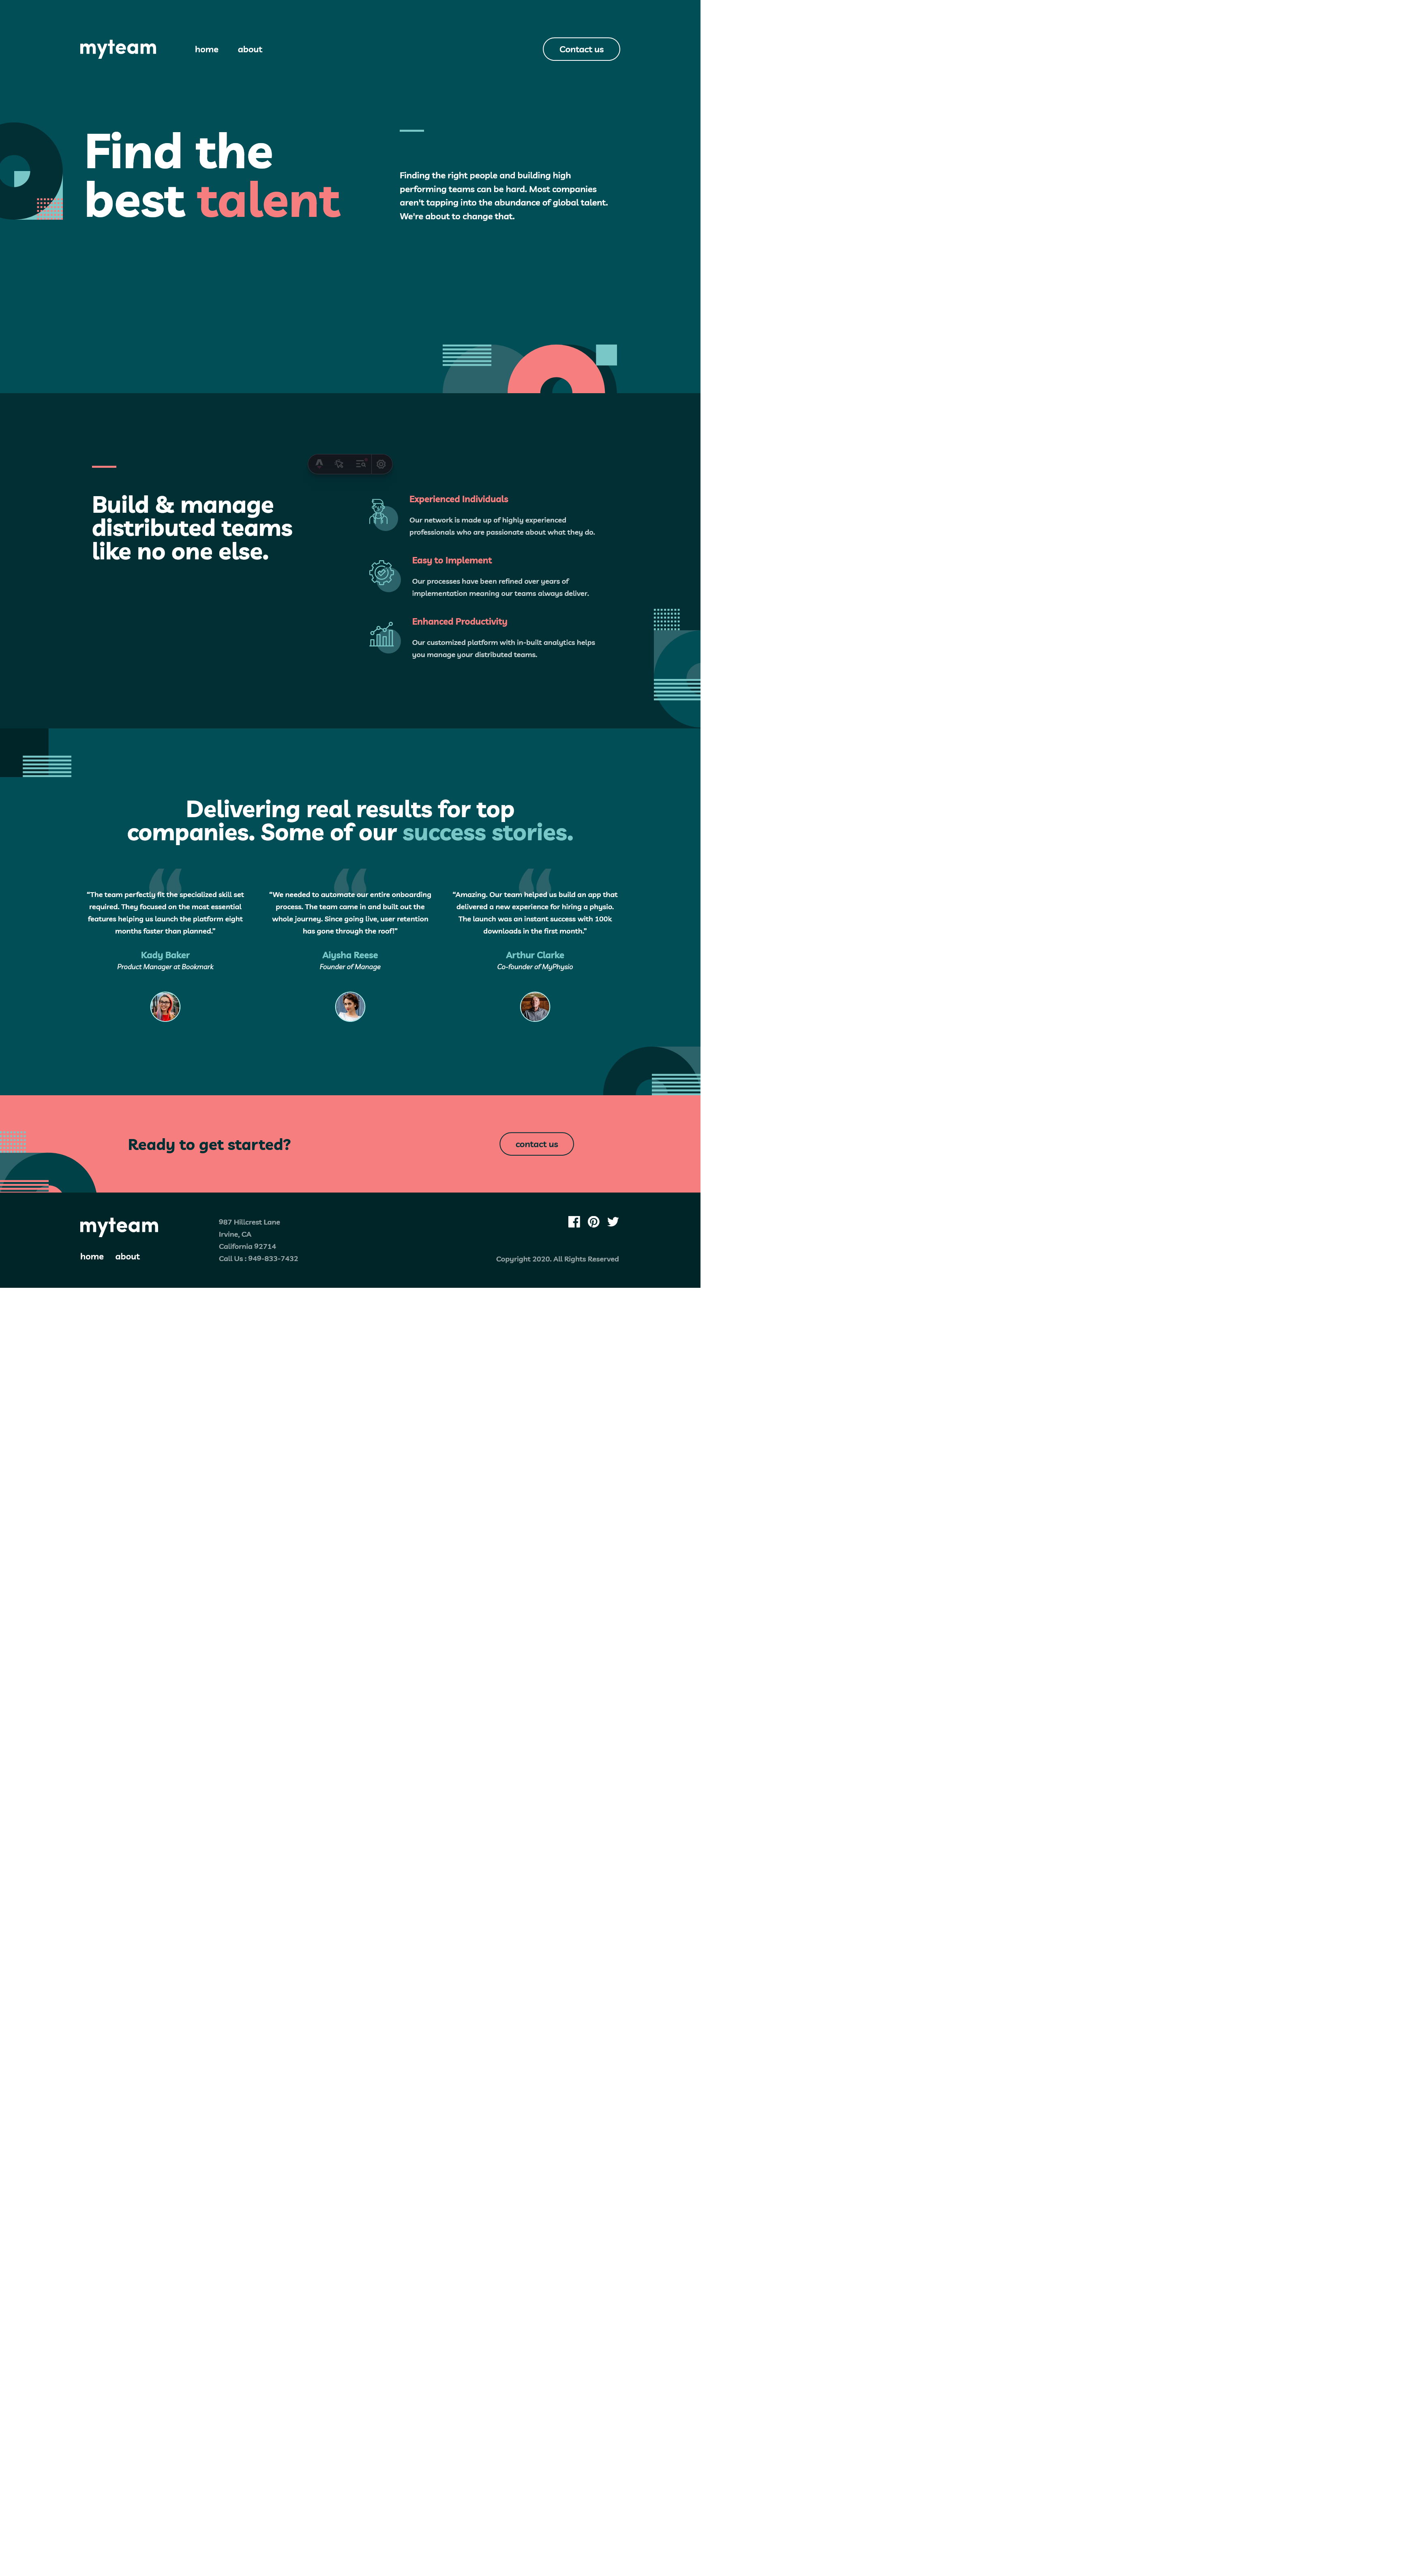 myteam
home
about
Contact us
Find the
best talent
Finding the right people and building high
performing teams can be hard. Most companies
aren't tapping into the abundance of global talent.
We're about to change that.
Build & manage
distributed teams
like no one else.
Experienced Individuals
Our network is made up of highly experienced
professionals who are passionate about what they do.
Easy to Implement
Our processes have been refined over years of
implementation meaning our teams always deliver.
Enhanced Productivity
Our customized platform with in-built analytics helps
you manage your distributed teams.
Delivering real results for top
companies. Some of our success stories.
“The team perfectly fit the specialized skill set
required. They focused on the most essential
features helping us launch the platform eight
months faster than planned.”
Kady Baker
Product Manager at Bookmark
“We needed to automate our entire onboarding
process. The team came in and built out the
whole journey. Since going live, user retention
has gone through the roof!”
Aiysha Reese
Founder of Manage
“Amazing. Our team helped us build an app that
delivered a new experience for hiring a physio.
The launch was an instant success with 100k
downloads in the first month.”
Arthur Clarke
Co-founder of MyPhysio
Ready to get started?
contact us
myteam
home
about
987 Hillcrest Lane
Irvine, CA
California 92714
Call Us : 949-833-7432
Copyright 2020. All Rights Reserved